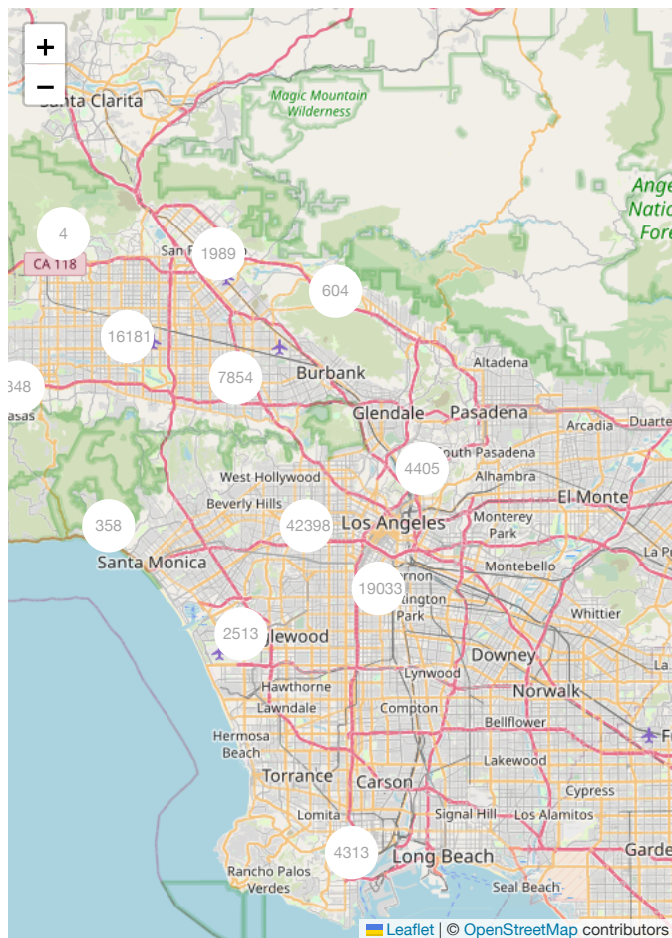 +
−
Santa Clarita
Magic Mountain
Wilderness
4
CA 118
1989
604
16181
348
7854
Burbank
Altadena
Glendale
Pasadena
Arcadia
Duarte
4405
South Pasadena
Alhambra
West Hollywood
Beverly Hills
El Monte
358
42398
Los Angeles
Monterey
Park
Santa Monica
Montebello
19033
Whittier
Park
2513
Downey
Lynwood
Norwalk
Hawthorne
Lawndale
Compton
Bellflower
Hermosa
Beach
Lakewood
Torrance
Carson
Cypress
Lomita
Signal Hill
Los Alamitos
4313
Long Beach
Rancho Palos
Verdes
Seal Beach
Leaflet | © OpenStreetMap contributors